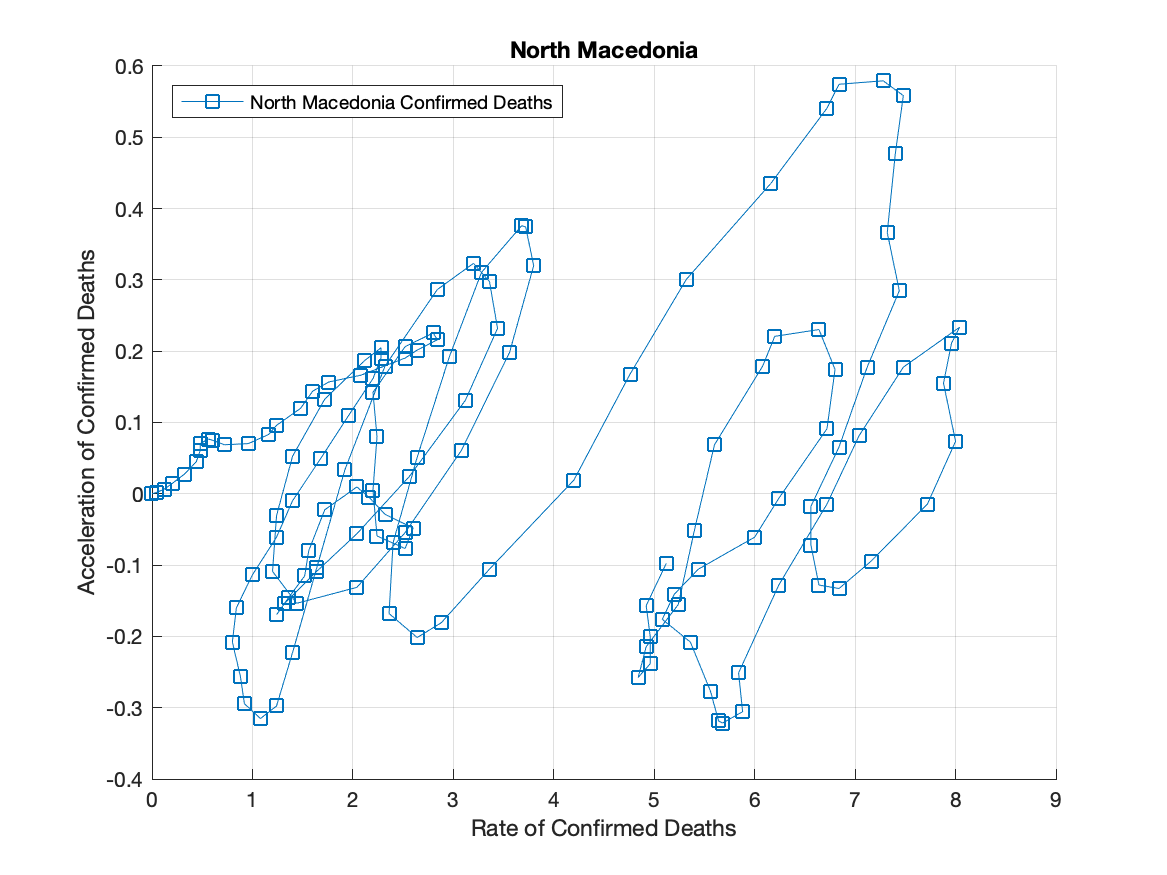 North Macedonia
North Macedonia Confirmed Deaths
0.6
0.5
0.4
0.3
0.2
0.1
0
-0.1
-0.2
-0.3
-0.4
Acceleration of Confirmed Deaths
0 1 2 3 4 5 6 7 8 9
Rate of Confirmed Deaths